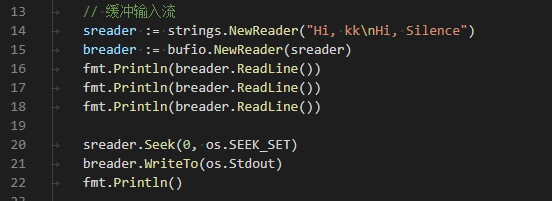 13 // 缓冲输入流
14 sreader := strings.NewReader("Hi, kk\nHi, Silence")
15 breader := bufio.NewReader(sreader)
16 fmt.Println(breader.ReadLine())
17 fmt.Println(breader.ReadLine())
18 fmt.Println(breader.ReadLine())
19
20 sreader.Seek(0, os.SEEK_SET)
21 breader.WriteTo(os.Stdout)
22 fmt.Println()